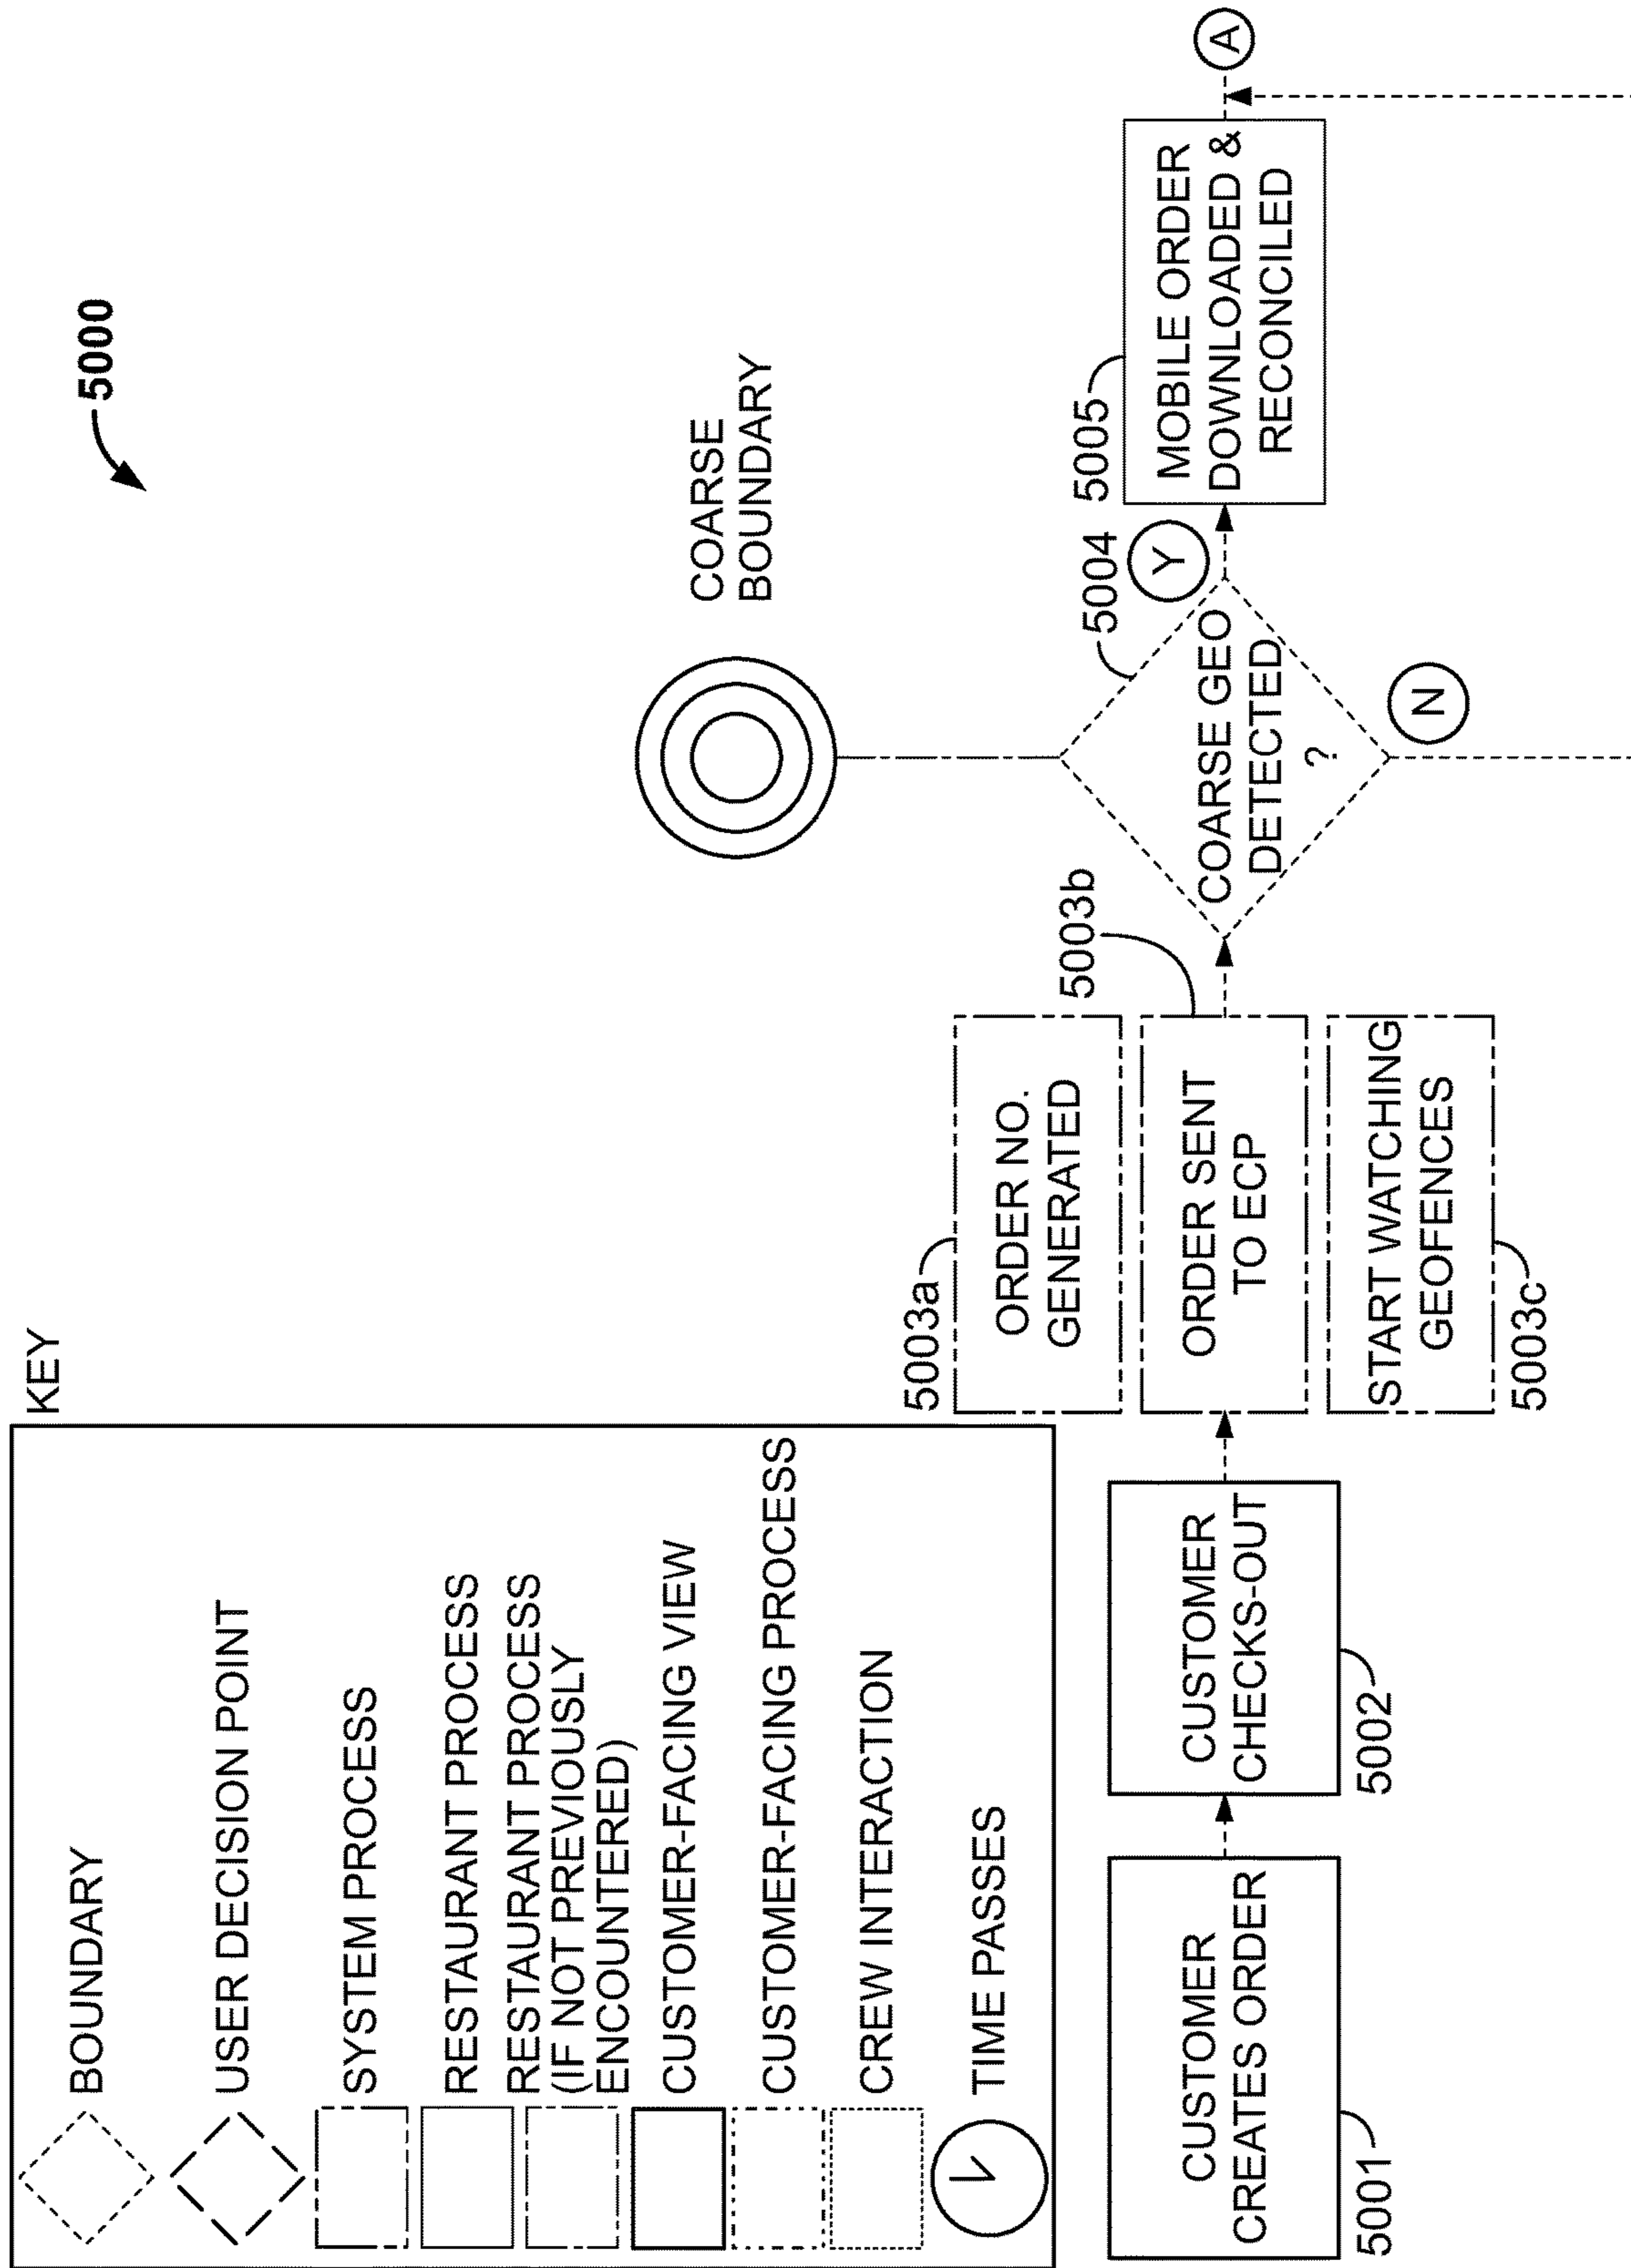 5000
KEY
BOUNDARY
USER DECISION POINT
SYSTEM PROCESS
RESTAURANT PROCESS
RESTAURANT PROCESS
(IF NOT PREVIOUSLY
ENCOUNTERED)
CUSTOMER-FACING VIEW
CUSTOMER-FACING PROCESS
CREW INTERACTION
TIME PASSES
COARSE
BOUNDARY
5001
CUSTOMER
CREATES ORDER
5002
CUSTOMER
CHECKS-OUT
5003a
ORDER NO.
GENERATED
5003b
ORDER SENT
TO ECP
5003c
START WATCHING
GEOFENCES
5004
COARSE GEO
DETECTED
?
Y
N
5005
MOBILE ORDER
DOWNLOADED &
RECONCILED
A